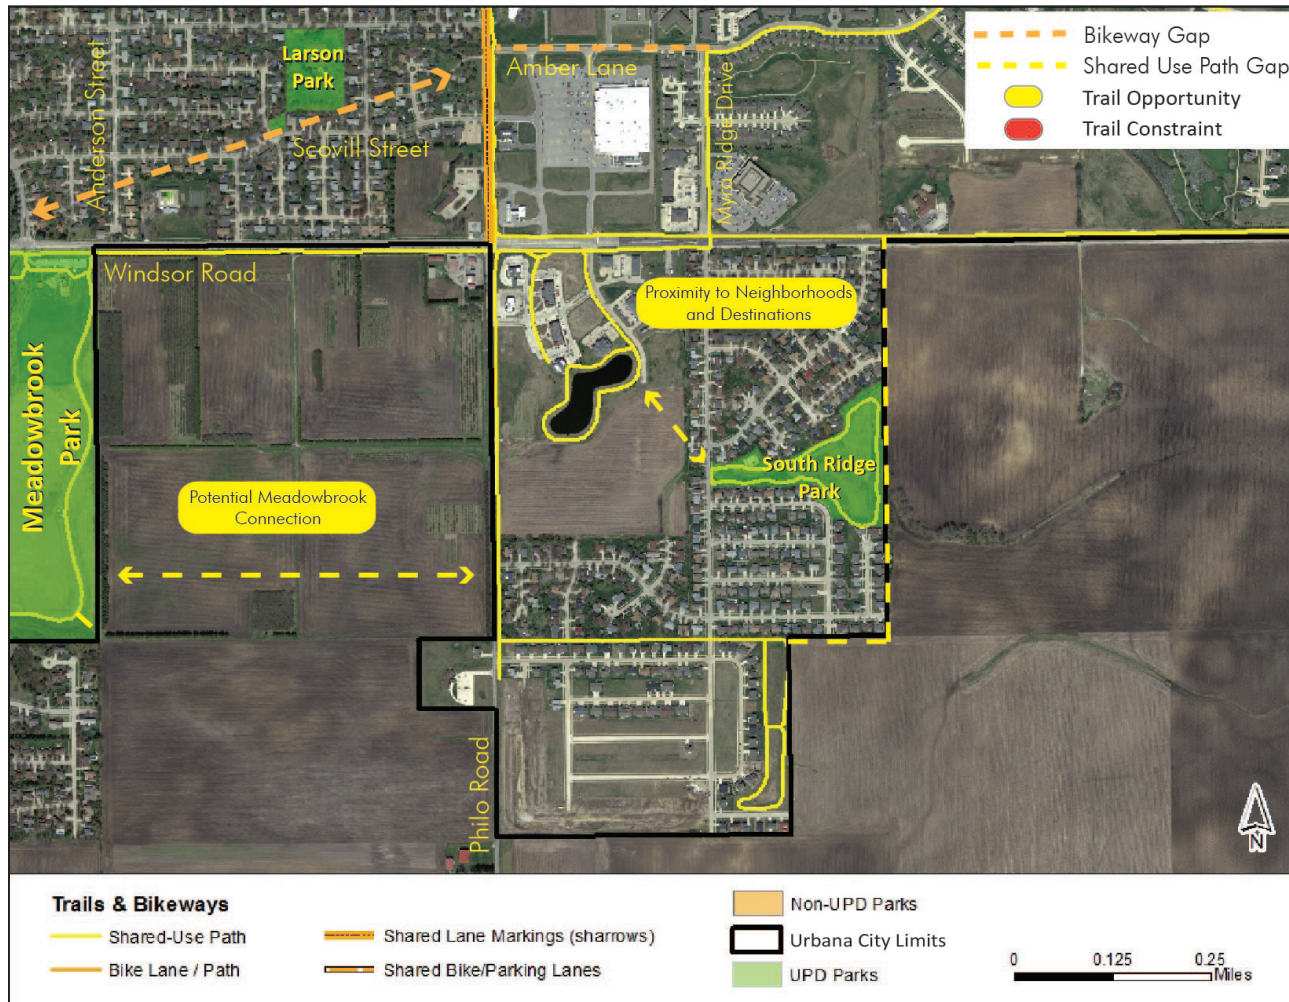 Bikeway Gap
Shared Use Path Gap
Trail Opportunity
Trail Constraint
Anderson Street
Larson
Park
Scovill Street
Amber Lane
Myra Ridge Drive
Windsor Road
Proximity to Neighborhoods
and Destinations
Meadowbrook
Park
Potential Meadowbrook
Connection
South Ridge
Park
Philo Road
N
Trails & Bikeways
Shared-Use Path
Bike Lane / Path
Shared Lane Markings (sharrows)
Shared Bike/Parking Lanes
Non-UPD Parks
Urbana City Limits
UPD Parks
0 0.125 0.25
Miles